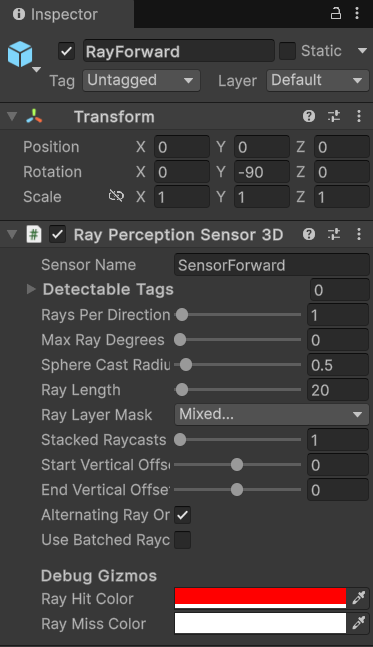 Inspector
RayForward Static
Tag Untagged Layer Default
Transform
Position X 0 Y 0 Z 0
Rotation X 0 Y -90 Z 0
Scale X 1 Y 1 Z 1
# Ray Perception Sensor 3D
Sensor Name SensorForward
Detectable Tags 0
Rays Per Direction 1
Max Ray Degrees 0
Sphere Cast Radiu 0.5
Ray Length 20
Ray Layer Mask Mixed...
Stacked Raycasts 1
Start Vertical Offse 0
End Vertical Offset 0
Alternating Ray Or
Use Batched Rayc
Debug Gizmos
Ray Hit Color
Ray Miss Color